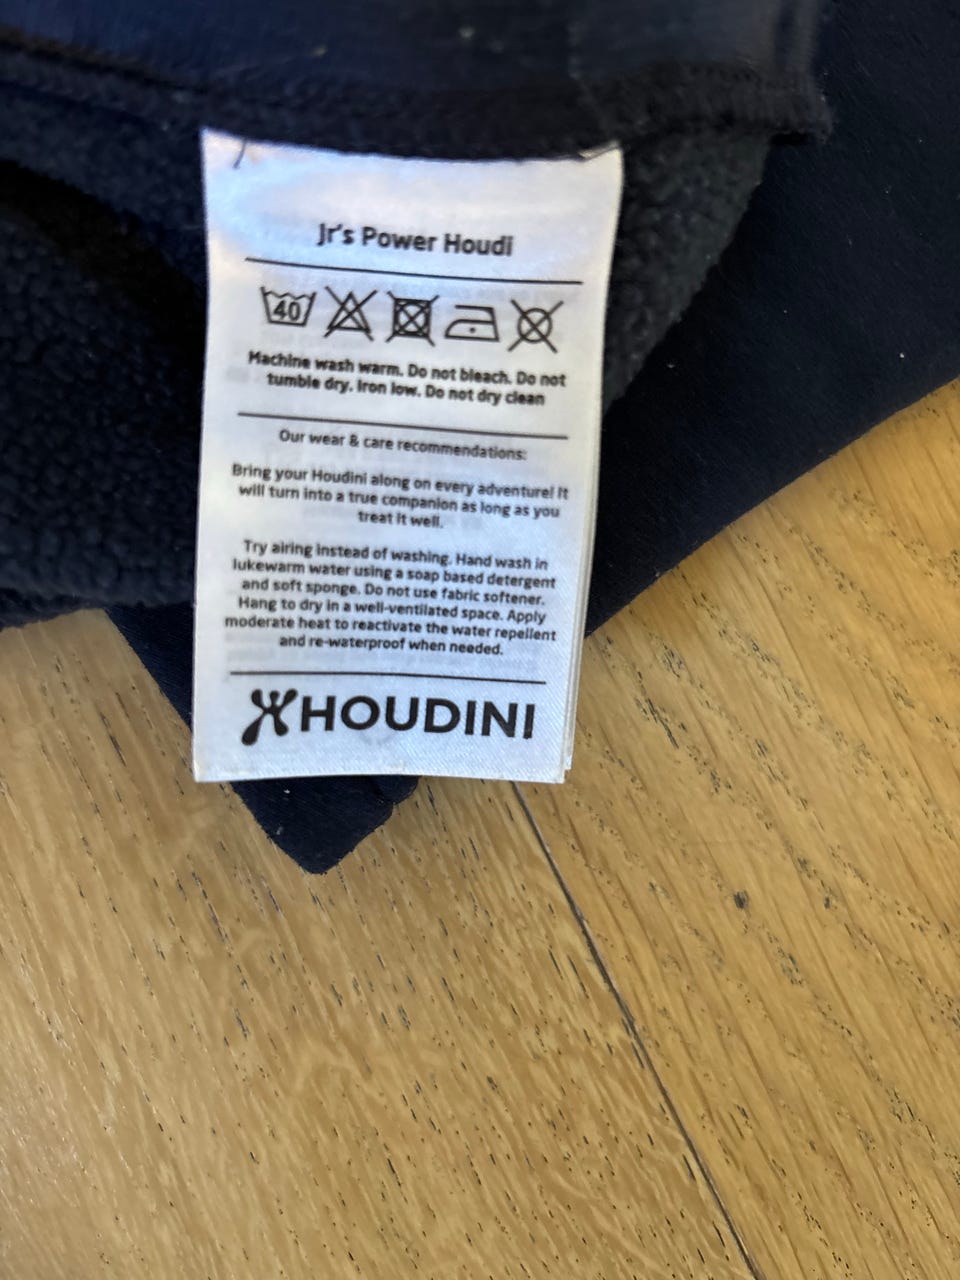 Jr's Power Houdi
40
Machine wash warm. Do not bleach. Do not
tumble dry. Iron low. Do not dry clean
Our wear & care recommendations:
Bring your Houdini along on every adventure! It
will turn into a true companion as long as you
treat it well.
Try airing instead of washing. Hand wash in
lukewarm water using a soap based detergent
and soft sponge. Do not use fabric softener.
Hang to dry in a well-ventilated space. Apply
moderate heat to reactivate the water repellent
and re-waterproof when needed.
HOUDINI